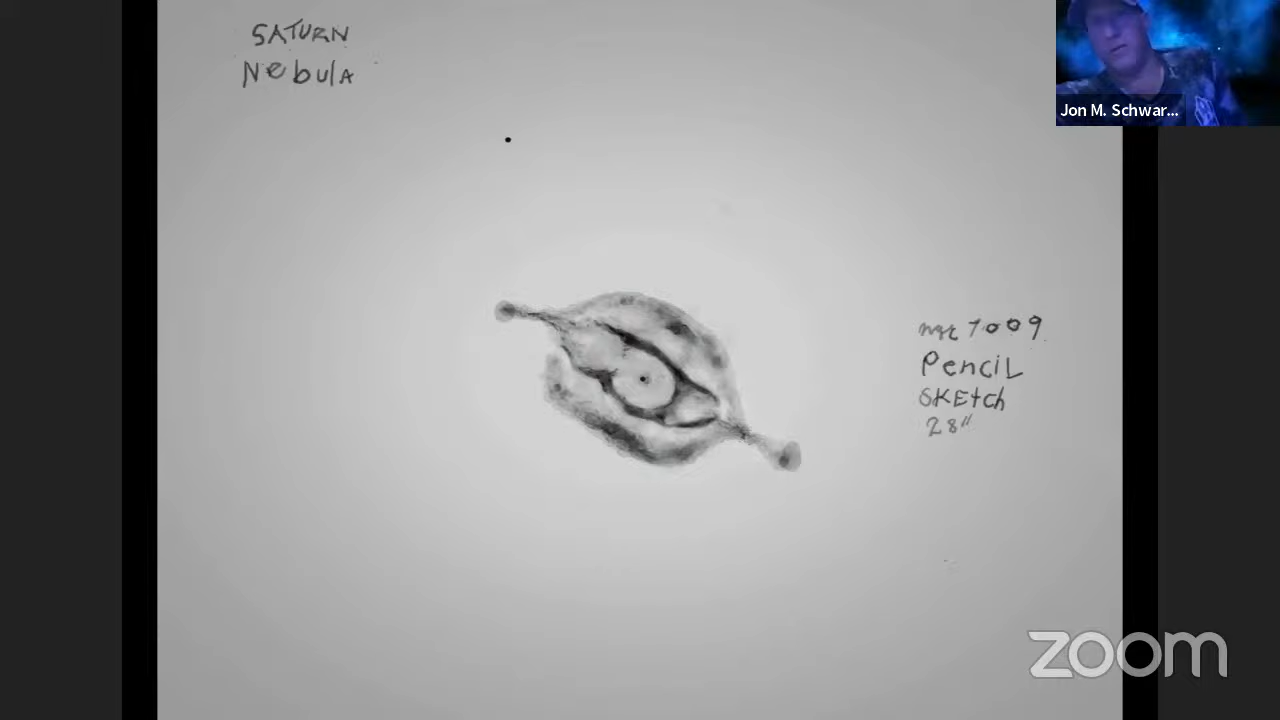 SATURN
Nebula
Jon M. Schwar...
ngc 7009
Pencil
SKEtch
28"
zoom